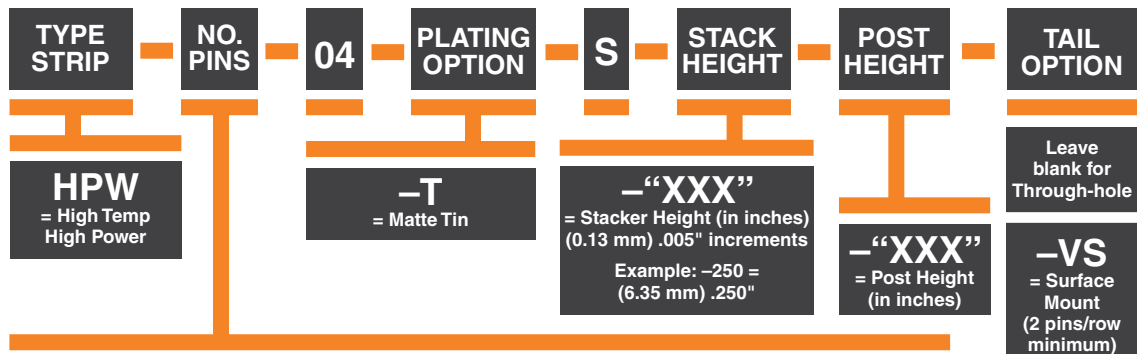 TYPE STRIP
NO. PINS
04
PLATING OPTION
S
STACK HEIGHT
POST HEIGHT
TAIL OPTION
HPW
= High Temp
High Power
–T
= Matte Tin
–“XXX”
= Stacker Height (in inches)
(0.13 mm) .005" increments
Example: –250 =
(6.35 mm) .250"
–“XXX”
= Post Height
(in inches)
Leave
blank for
Through-hole
–VS
= Surface
Mount
(2 pins/row
minimum)